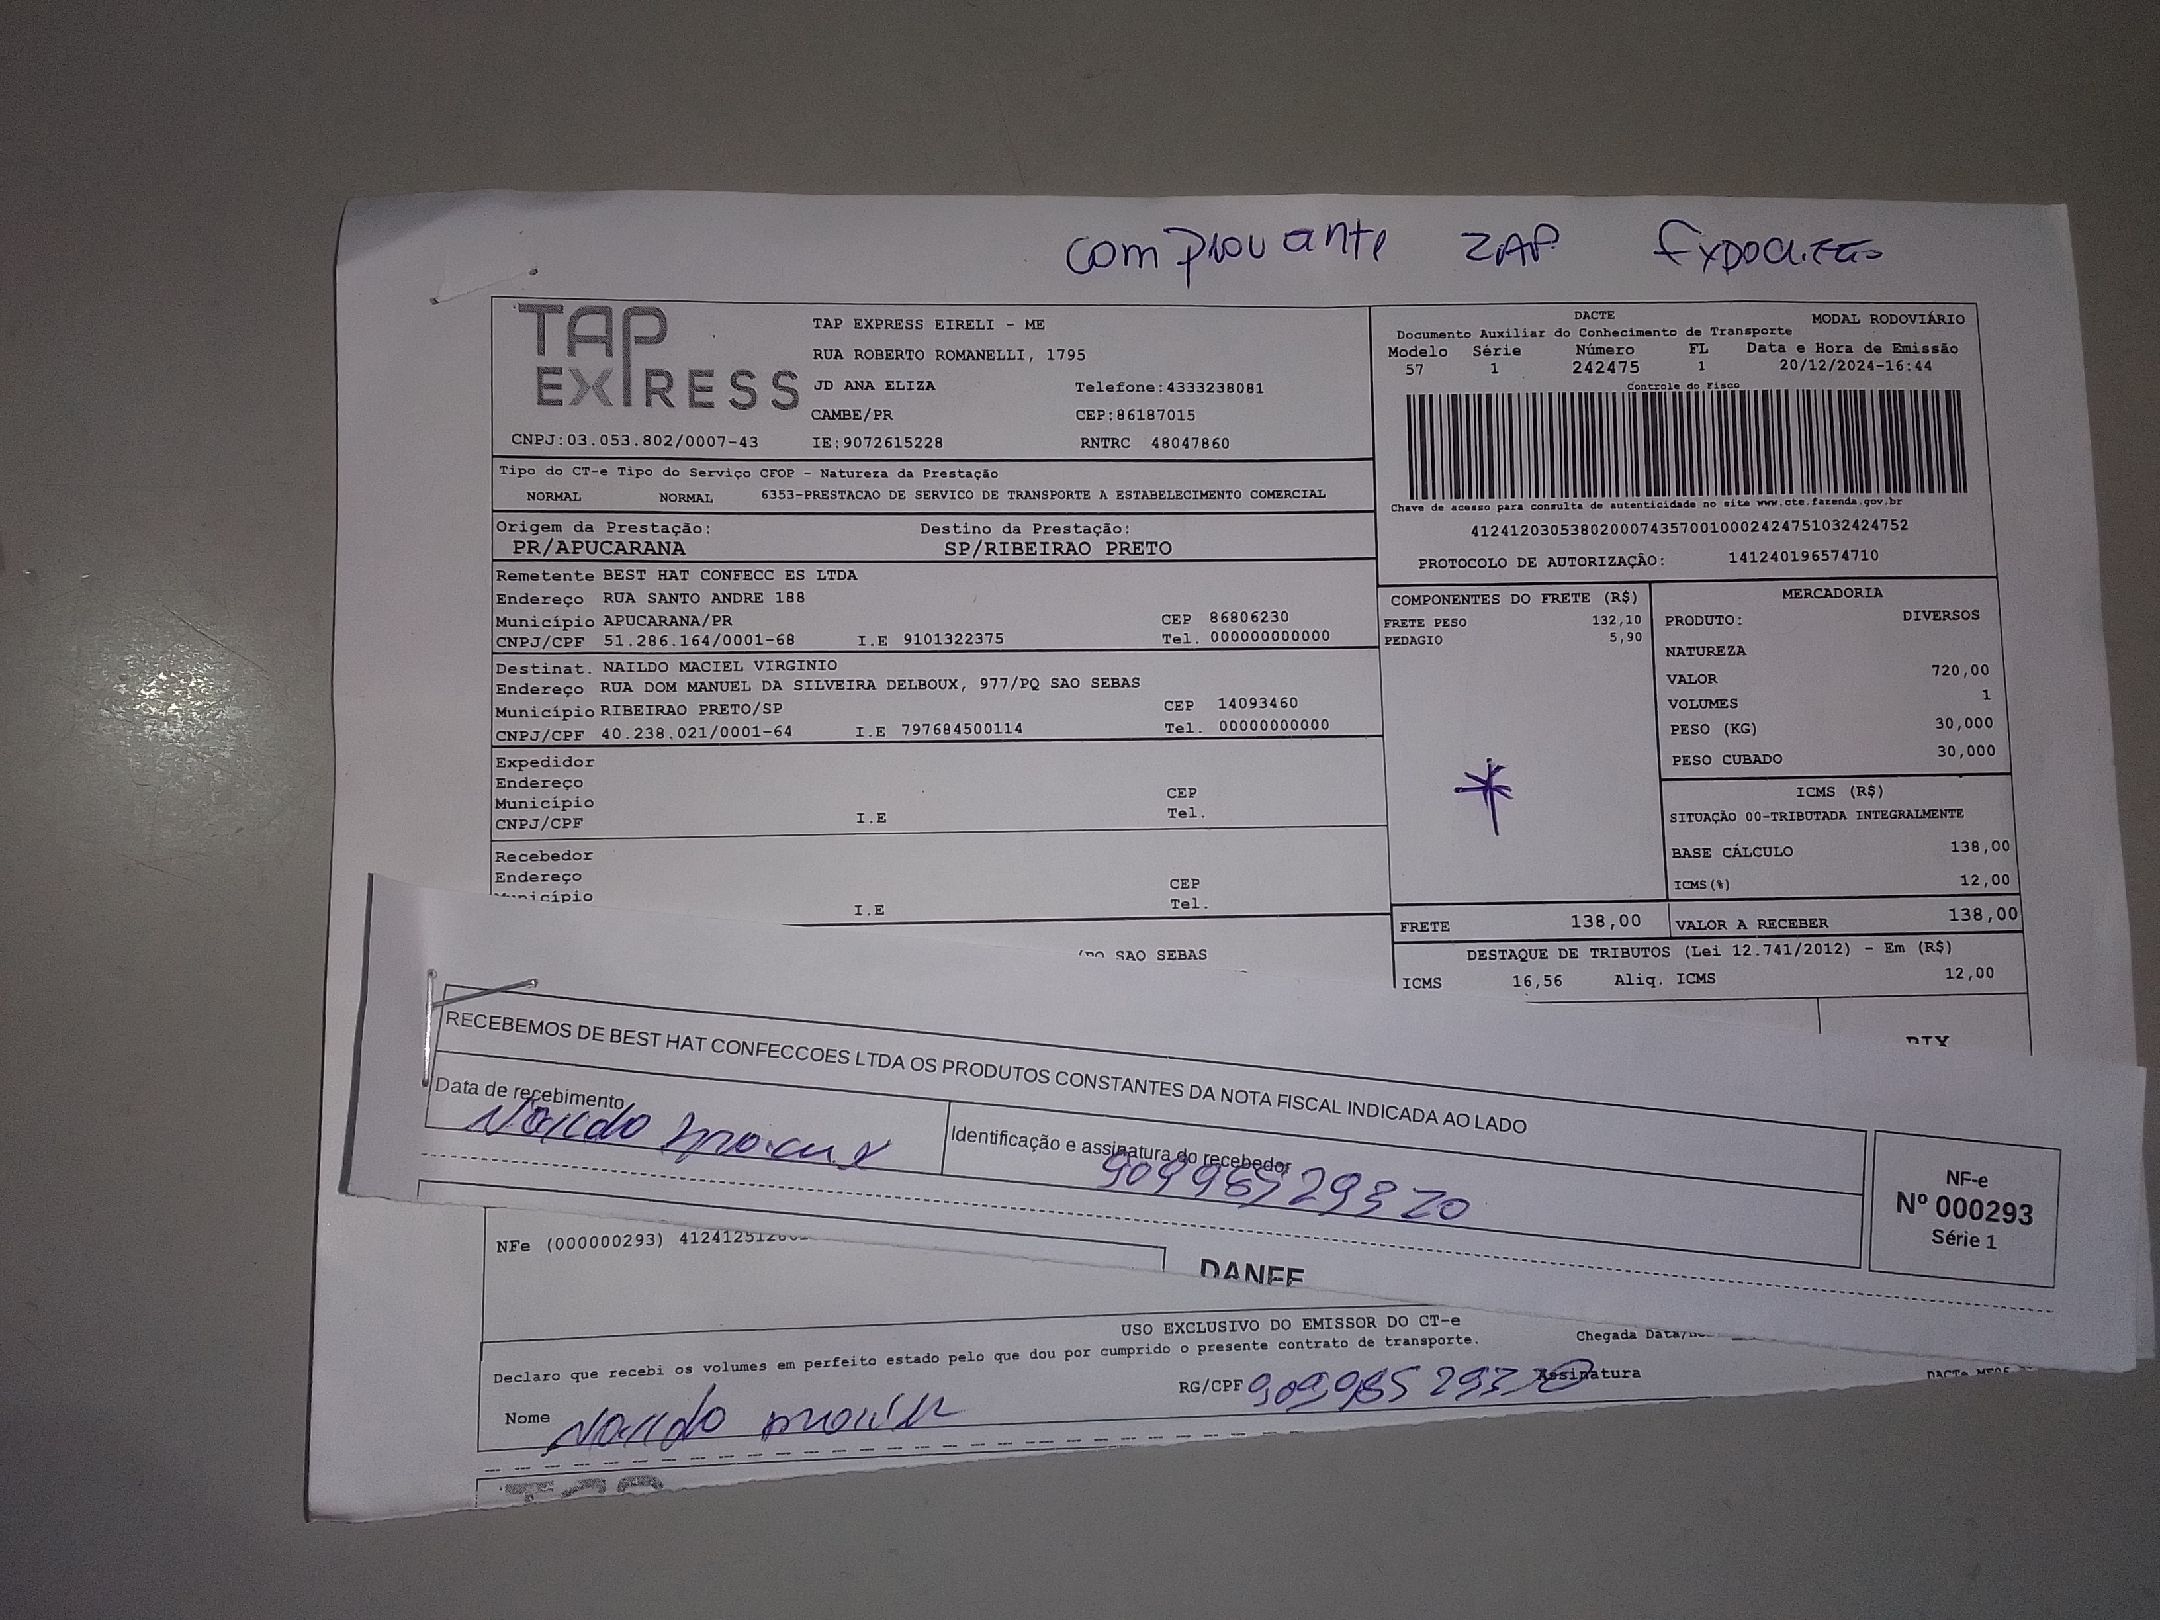 comprovante ZAP
TAP
EXPRESS
TAP EXPRESS EIRELI - ME
RUA ROBERTO ROMANELLI, 1795
JD ANA ELIZA Telefone:4333238081
CAMBE/PR CEP:86187015
CNPJ:03.053.802/0007-43 IE:9072615228 RNTRC 48047860
DACTE MODAL RODOVIÁRIO
Documento Auxiliar do Conhecimento de Transporte
Modelo Série Número FL Data e Hora de Emissão
57 1 242475 1 20/12/2024-16:44
Controle do Fisco
Chave de acesso para consulta de autenticidade no site www.cte.fazenda.gov.br
41241203053802000743570010002424751032424752
PROTOCOLO DE AUTORIZAÇÃO: 141240196574710
Tipo do CT-e Tipo do Serviço CFOP - Natureza da Prestação
NORMAL NORMAL 6353-PRESTACAO DE SERVICO DE TRANSPORTE A ESTABELECIMENTO COMERCIAL
Origem da Prestação: Destino da Prestação:
PR/APUCARANA SP/RIBEIRAO PRETO
Remetente BEST HAT CONFECC ES LTDA
Endereço RUA SANTO ANDRE 188
Município APUCARANA/PR CEP 86806230
CNPJ/CPF 51.286.164/0001-68 I.E 9101322375 Tel. 000000000000
Destinat. NAILDO MACIEL VIRGINIO
Endereço RUA DOM MANUEL DA SILVEIRA DELBOUX, 977/PQ SAO SEBAS
Município RIBEIRAO PRETO/SP CEP 14093460
CNPJ/CPF 40.238.021/0001-64 I.E 797684500114 Tel. 00000000000
Expedidor
Endereço
Município CEP
CNPJ/CPF I.E Tel.
Recebedor
Endereço
CEP
I.E Tel.
SAO SEBAS
COMPONENTES DO FRETE (R$)
FRETE PESO 132,10
PEDAGIO 5,90
MERCADORIA
PRODUTO: DIVERSOS
NATUREZA
VALOR 720,00
VOLUMES 1
PESO (KG) 30,000
PESO CUBADO 30,000
ICMS (R$)
SITUAÇÃO 00-TRIBUTADA INTEGRALMENTE
BASE CÁLCULO 138,00
ICMS(%) 12,00
FRETE 138,00 VALOR A RECEBER 138,00
DESTAQUE DE TRIBUTOS (Lei 12.741/2012) - Em (R$)
ICMS 16,56 Aliq. ICMS 12,00
RECEBEMOS DE BEST HAT CONFECCOES LTDA OS PRODUTOS CONSTANTES DA NOTA FISCAL INDICADA AO LADO
Data de recebimento Identificação e assinatura do recebedor
Naildo 90998529320
NF-e
Nº 000293
Série 1
NFe (000000293)
DANFE
USO EXCLUSIVO DO EMISSOR DO CT-e
Declaro que recebi os volumes em perfeito estado pelo que dou por cumprido o presente contrato de transporte. Chegada
Nome Naildo RG/CPF Assinatura